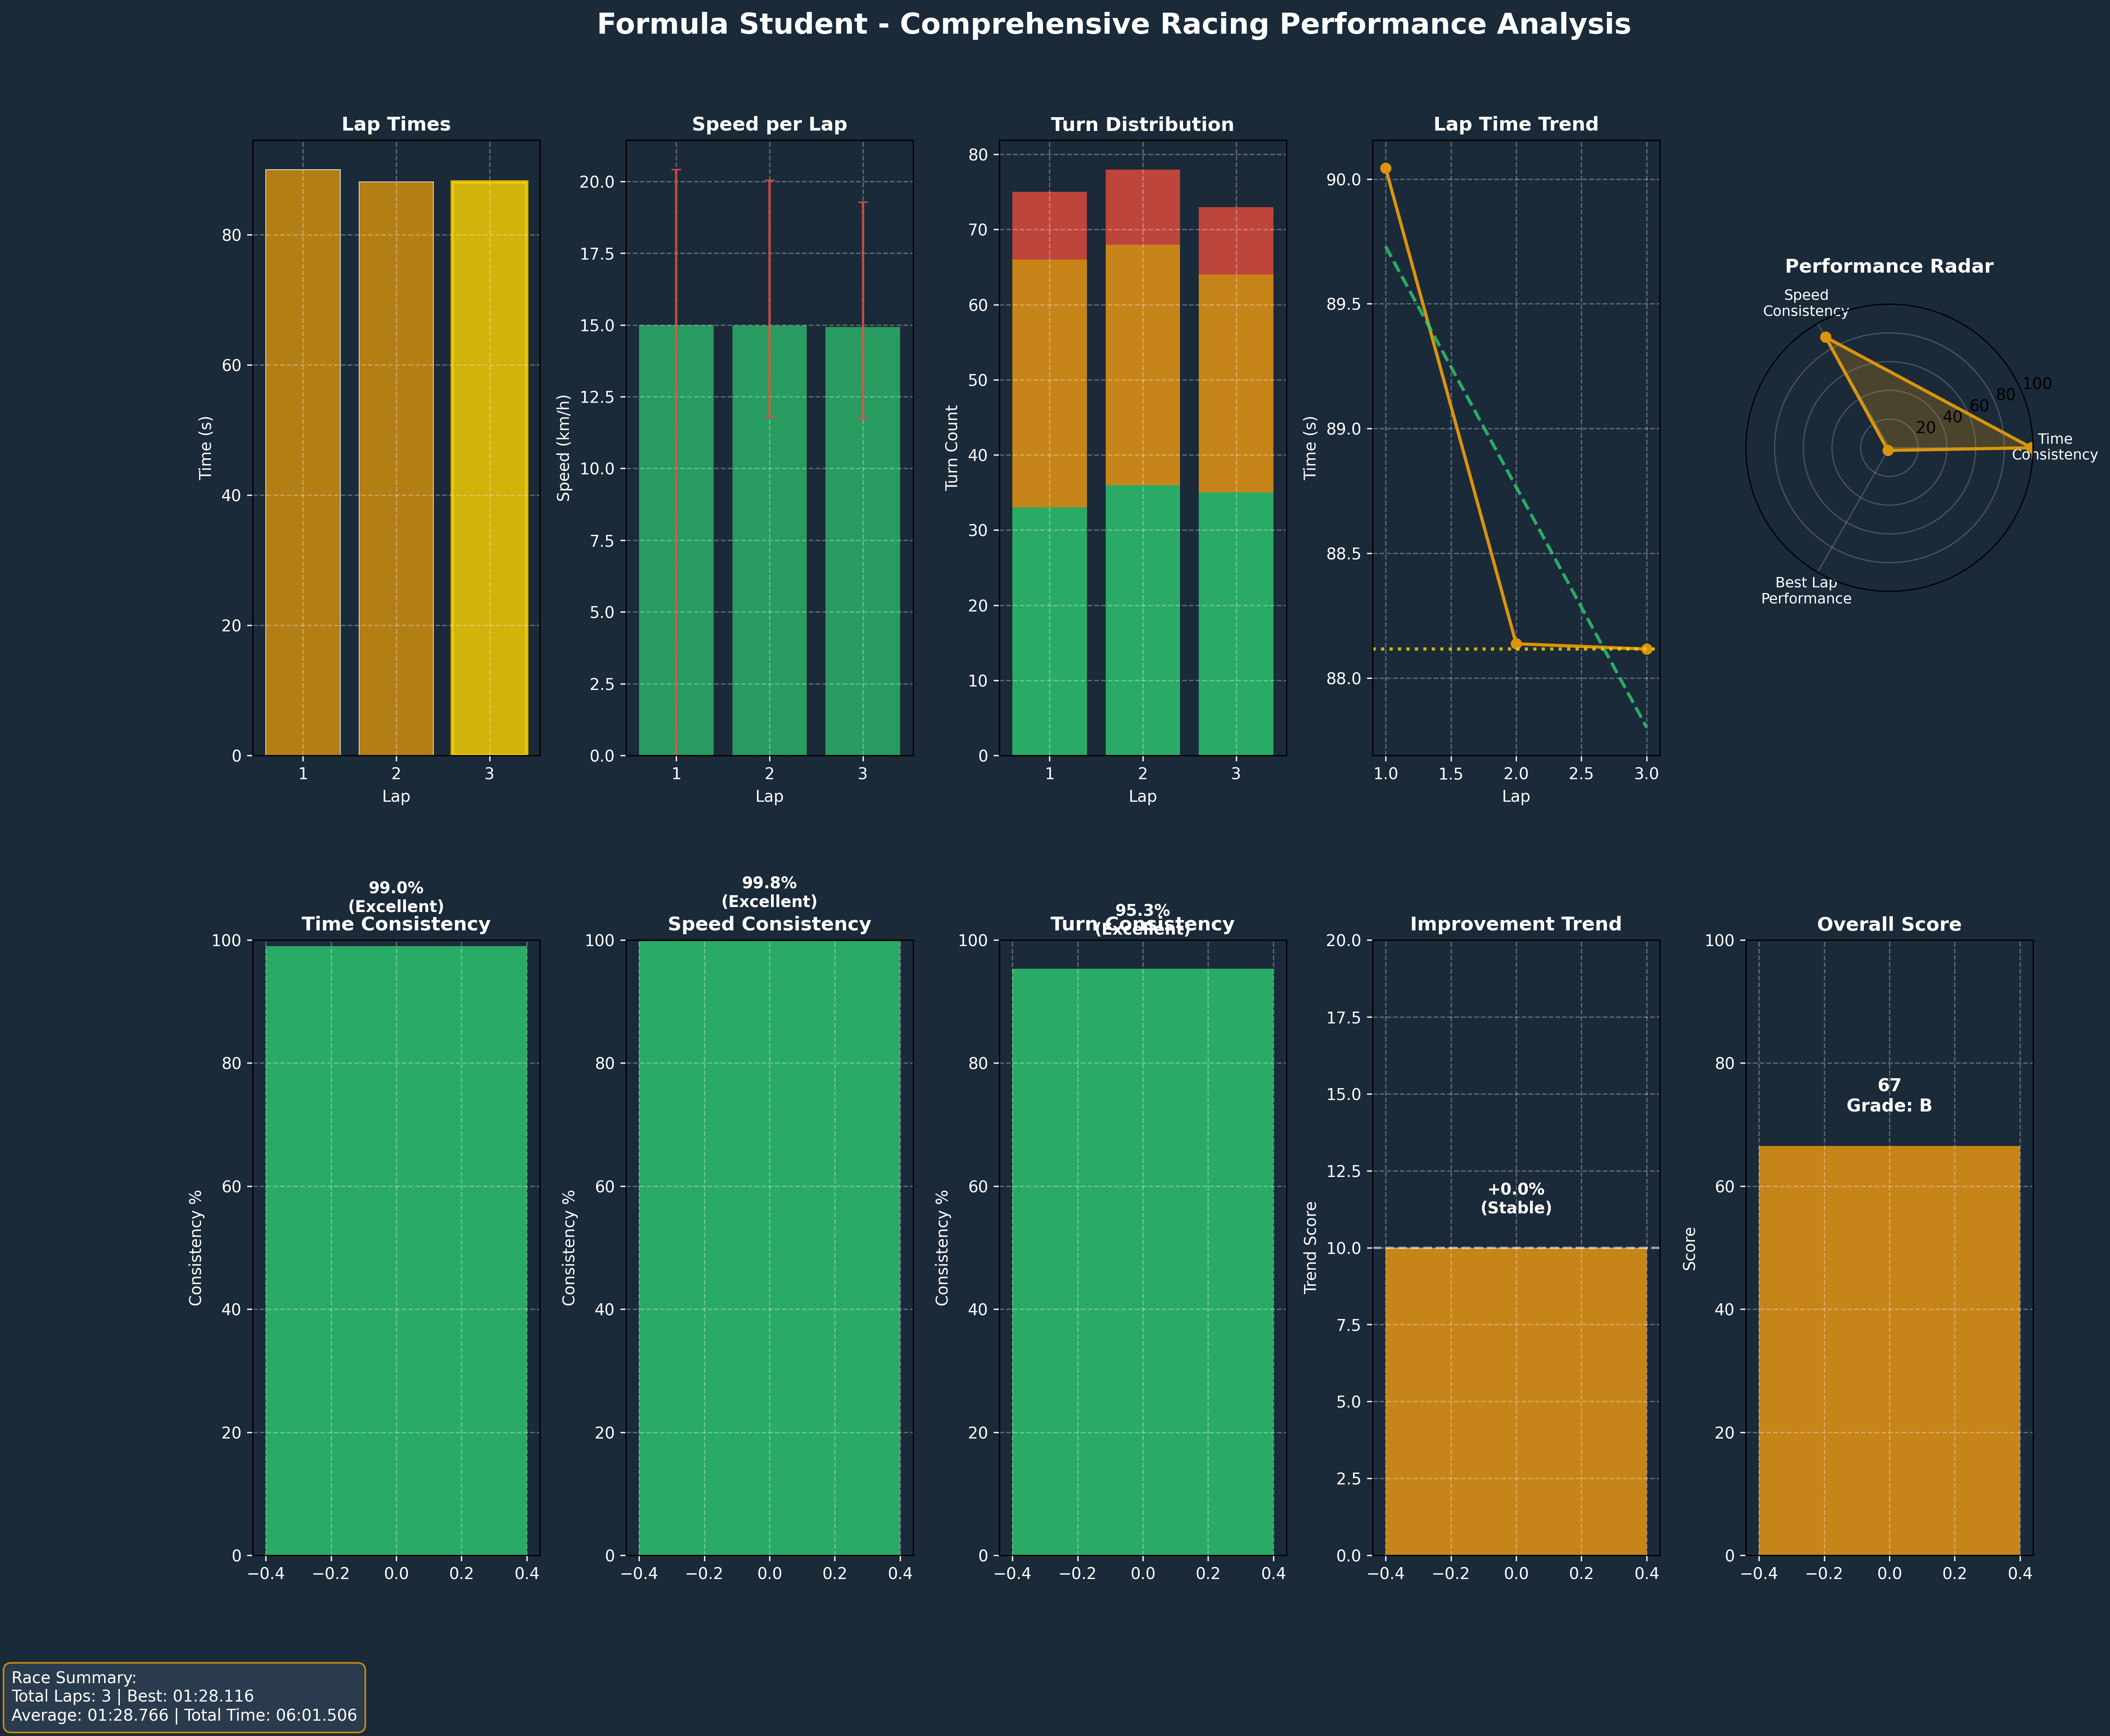 Formula Student - Comprehensive Racing Performance Analysis
Lap Times
Time (s)
80
60
40
20
0
1 2 3
Lap
Speed per Lap
Speed (km/h)
20.0
17.5
15.0
12.5
10.0
7.5
5.0
2.5
0.0
1 2 3
Lap
Turn Distribution
Turn Count
80
70
60
50
40
30
20
10
0
1 2 3
Lap
Lap Time Trend
Time (s)
90.0
89.5
89.0
88.5
88.0
1.0 1.5 2.0 2.5 3.0
Lap
Performance Radar
Speed
Consistency
20 40 60 80 100
Time
Consistency
Best Lap
Performance
99.0%
(Excellent)
Time Consistency
Consistency %
100
80
60
40
20
0
−0.4 −0.2 0.0 0.2 0.4
99.8%
(Excellent)
Speed Consistency
Consistency %
100
80
60
40
20
0
−0.4 −0.2 0.0 0.2 0.4
95.3%
(Excellent)
Turn Consistency
Consistency %
100
80
60
40
20
0
−0.4 −0.2 0.0 0.2 0.4
Improvement Trend
Trend Score
20.0
17.5
15.0
12.5
10.0
7.5
5.0
2.5
0.0
+0.0%
(Stable)
−0.4 −0.2 0.0 0.2 0.4
Overall Score
Score
100
80
60
40
20
0
67
Grade: B
−0.4 −0.2 0.0 0.2 0.4
Race Summary:
Total Laps: 3 | Best: 01:28.116
Average: 01:28.766 | Total Time: 06:01.506